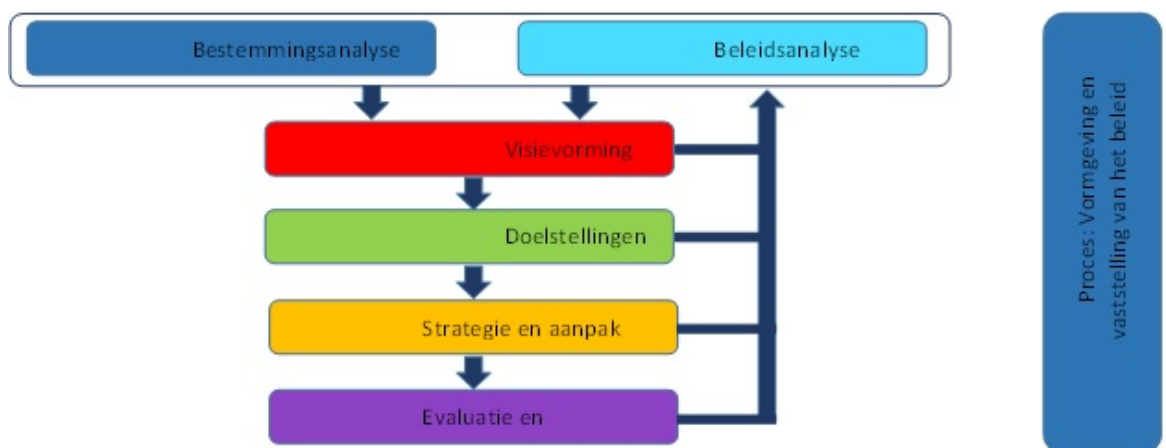 Bestemmingsanalyse
Beleidsanalyse
Visievorming
Doelstellingen
Strategie en aanpak
Evaluatie en
Proces: Vormgeving en
vaststelling van het beleid